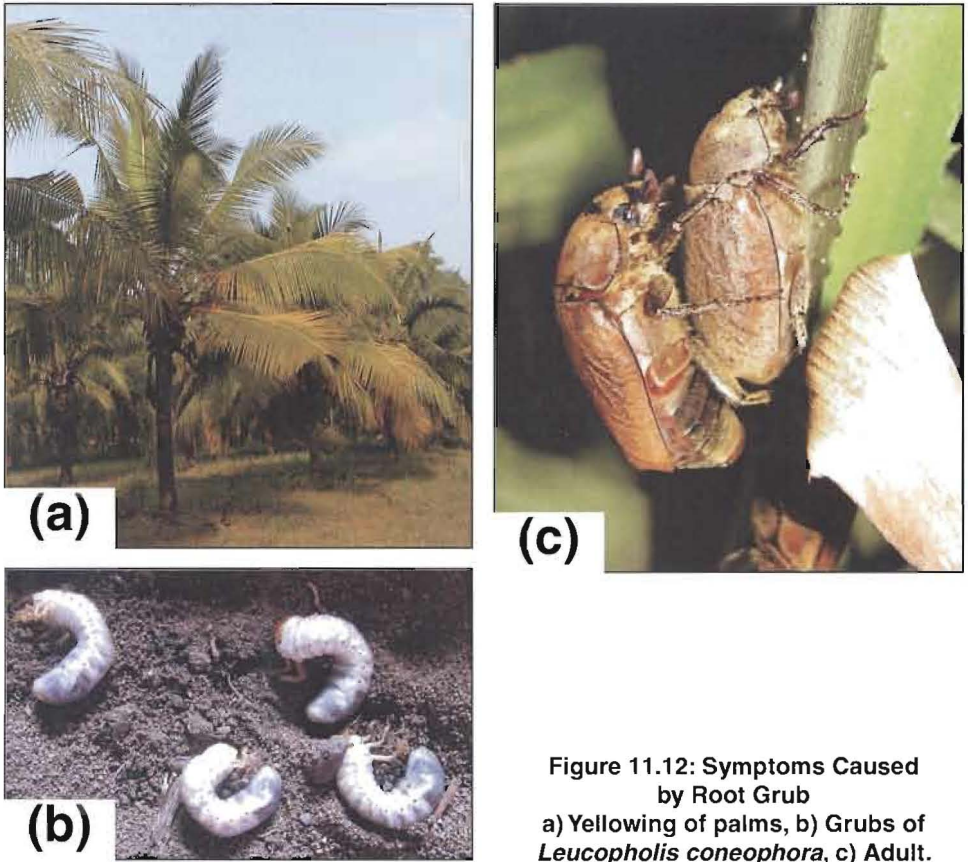 (a)
(c)
(b)
Figure 11.12: Symptoms Caused
by Root Grub
a) Yellowing of palms, b) Grubs of
Leucopholis coneophora, c) Adult.